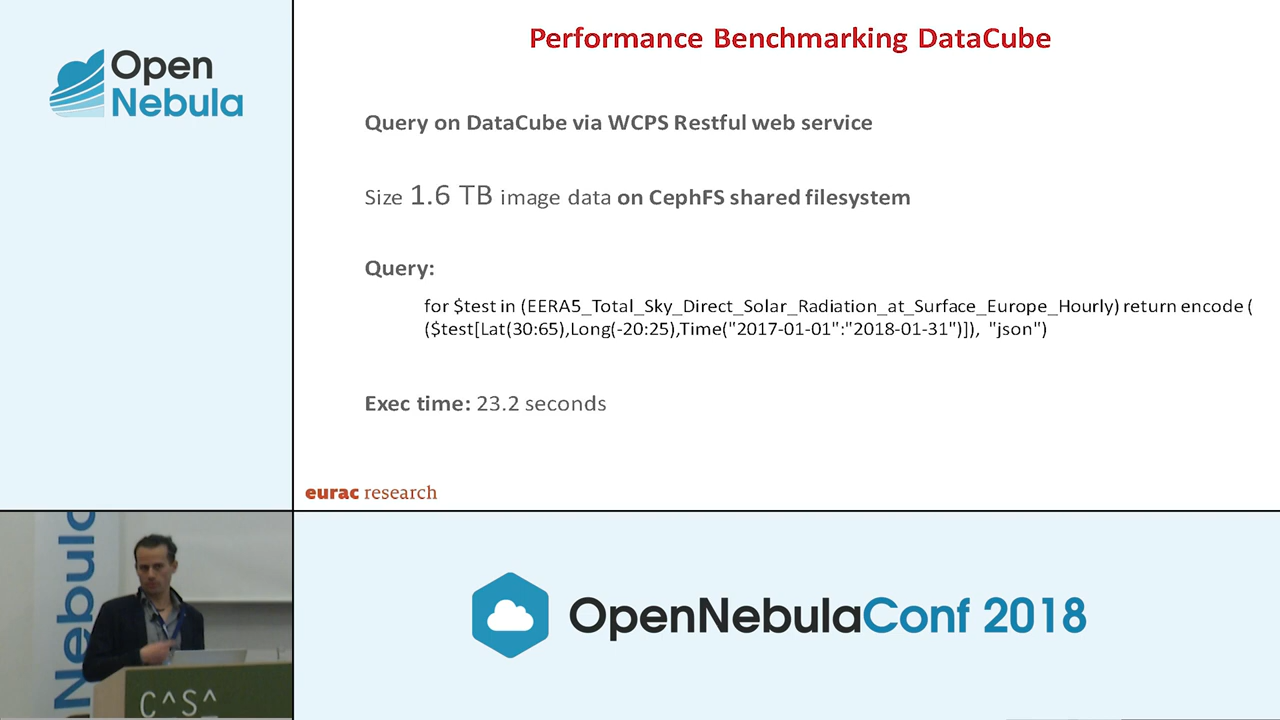 Open
Nebula
Performance Benchmarking DataCube
Query on DataCube via WCPS Restful web service
Size 1.6 TB image data on CephFS shared filesystem
Query:
for $test in (EERA5_Total_Sky_Direct_Solar_Radiation_at_Surface_Europe_Hourly) return encode (
($test[Lat(30:65),Long(-20:25),Time("2017-01-01":"2018-01-31")]), "json")
Exec time: 23.2 seconds
eurac research
Nebula
C^S^
OpenNebulaConf 2018